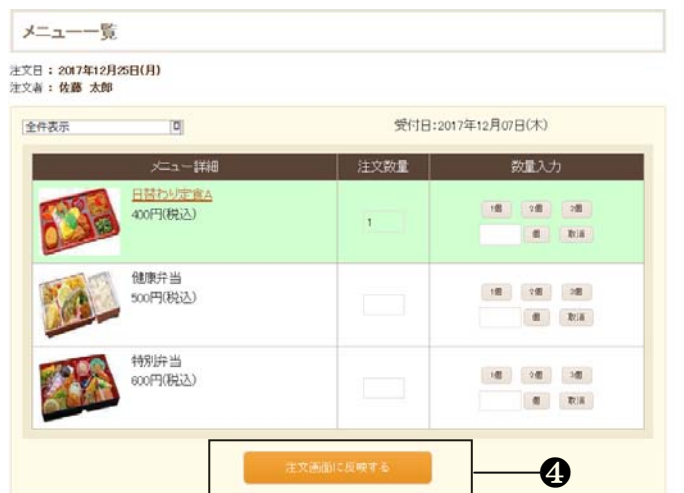 メニュー一覧
注文日：2017年12月25日(月)
注文者：佐藤 太郎
全件表示
受付日:2017年12月07日(木)
メニュー詳細 注文数量 数量入力
日替わり定食A
400円(税込)
1
1個 2個 3個
個 取消
健康弁当
500円(税込)
1個 2個 3個
個 取消
特別弁当
600円(税込)
1個 2個 3個
個 取消
注文画面に反映する
❹